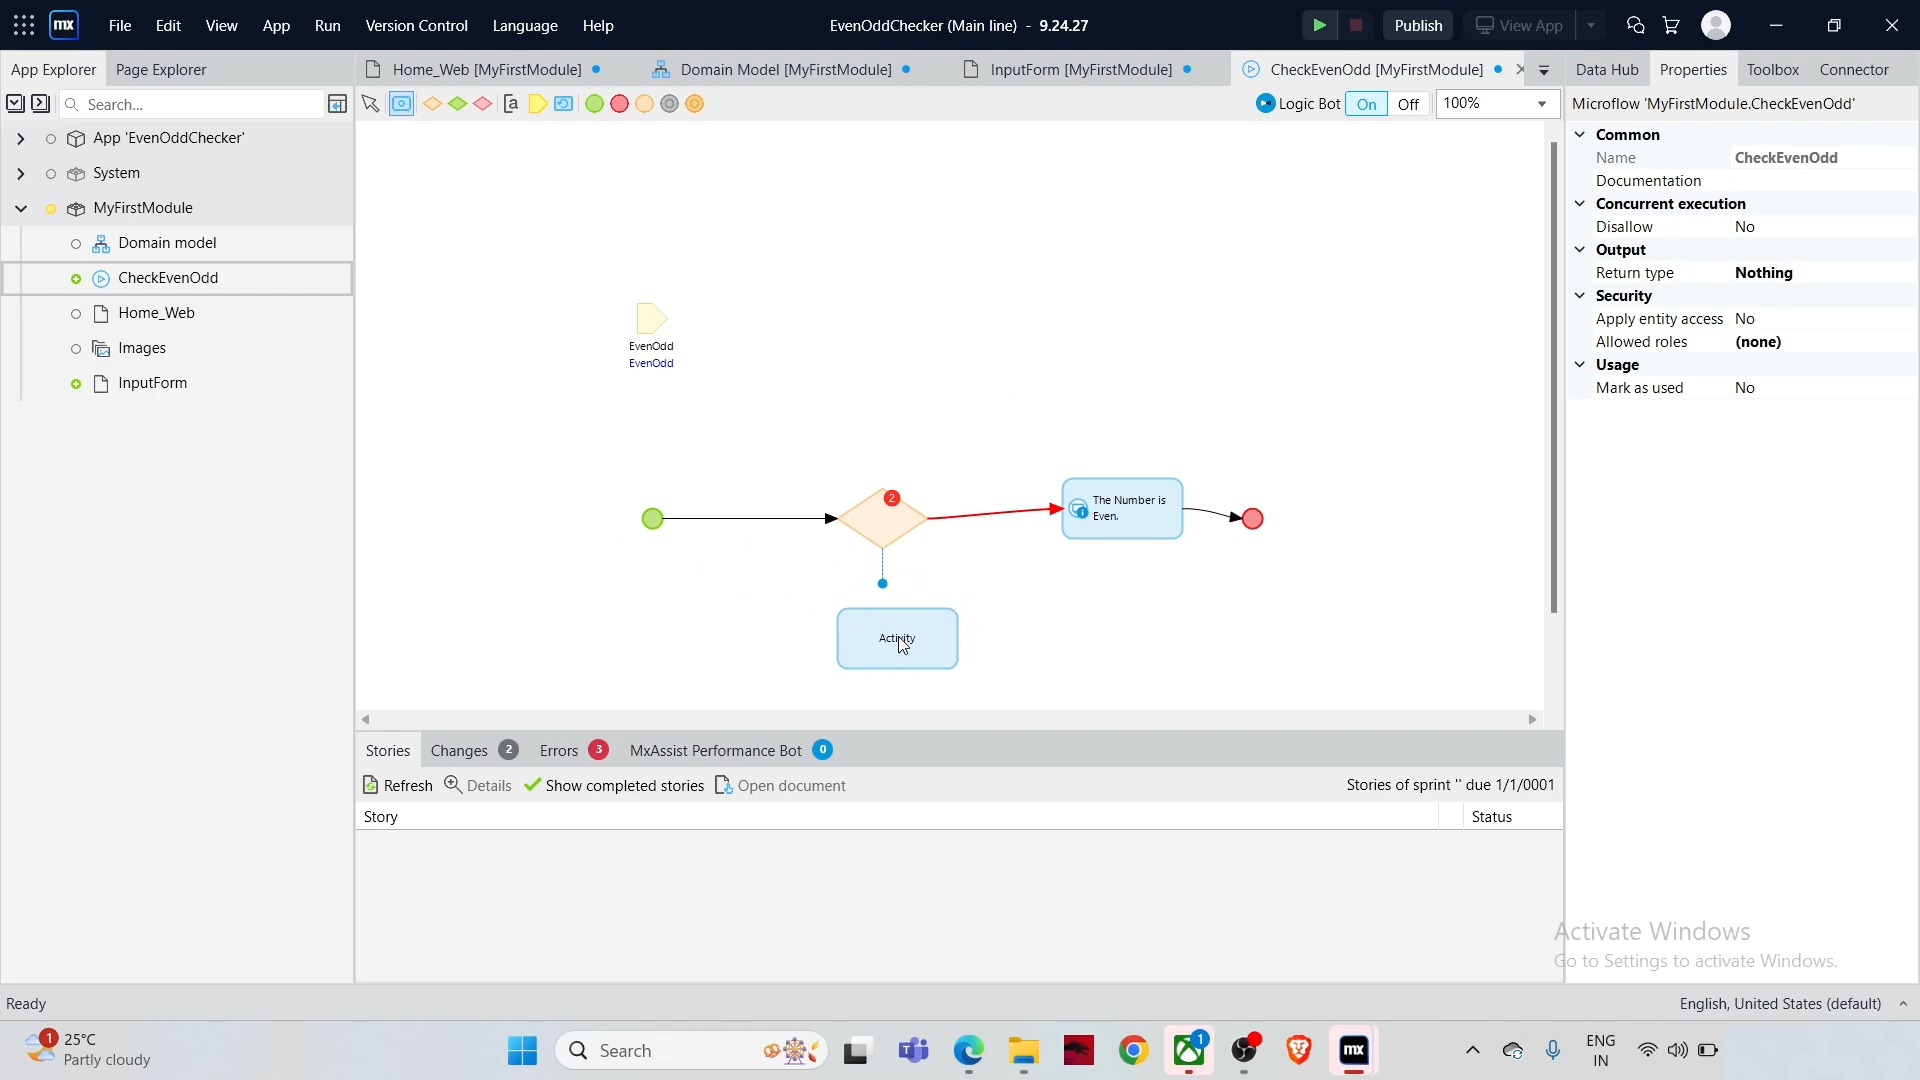 mx File Edit View App Run Version Control Language Help EvenOddChecker (Main line) - 9.24.27 Publish View App
App Explorer Page Explorer Home_Web [MyFirstModule] Domain Model [MyFirstModule] InputForm [MyFirstModule] CheckEvenOdd [MyFirstModule] Data Hub Properties Toolbox Connector
Search... Logic Bot On Off 100% Microflow 'MyFirstModule.CheckEvenOdd'
App 'EvenOddChecker'
System
MyFirstModule
Domain model
CheckEvenOdd
Home_Web
Images
InputForm
EvenOdd
EvenOdd
2
The Number is
Even.
Activity
Common
Name CheckEvenOdd
Documentation
Concurrent execution
Disallow No
Output
Return type Nothing
Security
Apply entity access No
Allowed roles (none)
Usage
Mark as used No
Stories Changes 2 Errors 3 MxAssist Performance Bot 0
Refresh Details Show completed stories Open document Stories of sprint '' due 1/1/0001
Story Status
Activate Windows
Go to Settings to activate Windows.
Ready English, United States (default)
1 25°C
Partly cloudy
Search
1
mx
ENG
IN